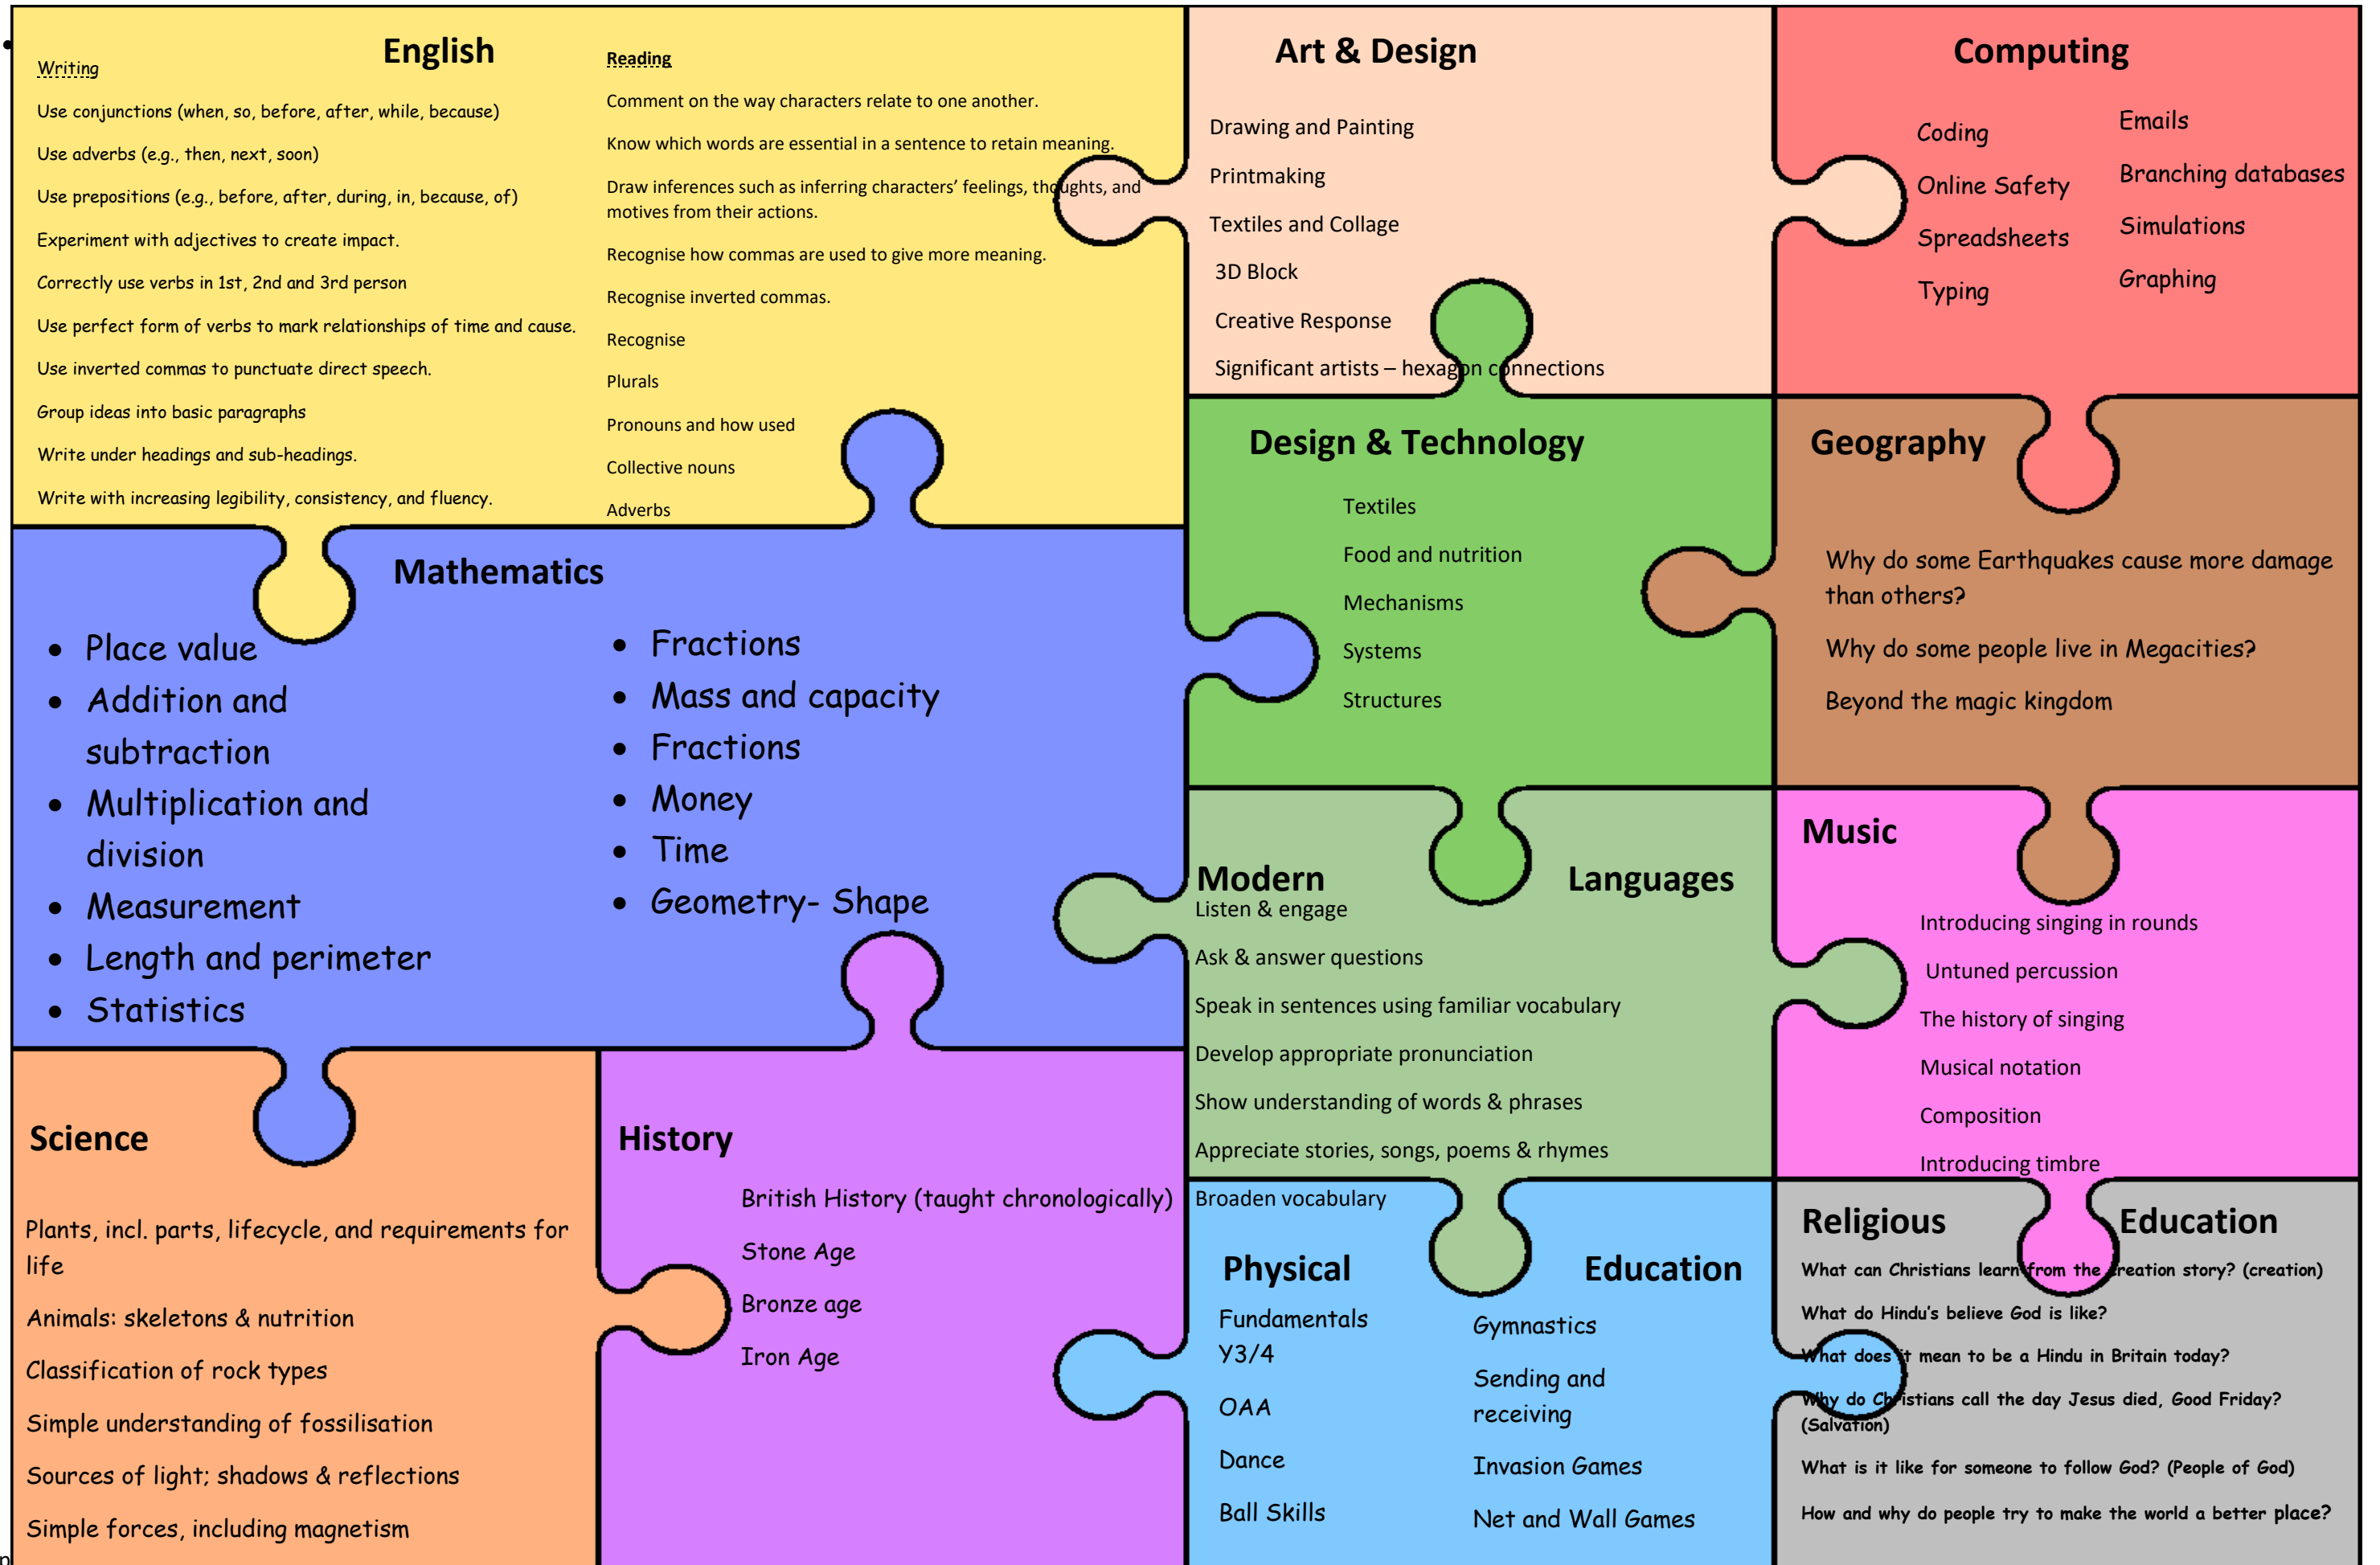 English
Writing
Use conjunctions (when, so, before, after, while, because)
Use adverbs (e.g., then, next, soon)
Use prepositions (e.g., before, after, during, in, because, of)
Experiment with adjectives to create impact.
Correctly use verbs in 1st, 2nd and 3rd person
Use perfect form of verbs to mark relationships of time and cause.
Use inverted commas to punctuate direct speech.
Group ideas into basic paragraphs
Write under headings and sub-headings.
Write with increasing legibility, consistency, and fluency.
Reading
Comment on the way characters relate to one another.
Know which words are essential in a sentence to retain meaning.
Draw inferences such as inferring characters’ feelings, thoughts, and
motives from their actions.
Recognise how commas are used to give more meaning.
Recognise inverted commas.
Recognise
Plurals
Pronouns and how used
Collective nouns
Adverbs
Art & Design
Drawing and Painting
Printmaking
Textiles and Collage
3D Block
Creative Response
Significant artists – hexagon connections
Computing
Coding
Online Safety
Spreadsheets
Typing
Emails
Branching databases
Simulations
Graphing
Mathematics
• Place value
• Addition and
subtraction
• Multiplication and
division
• Measurement
• Length and perimeter
• Statistics
• Fractions
• Mass and capacity
• Fractions
• Money
• Time
• Geometry- Shape
Design & Technology
Textiles
Food and nutrition
Mechanisms
Systems
Structures
Geography
Why do some Earthquakes cause more damage
than others?
Why do some people live in Megacities?
Beyond the magic kingdom
Modern Languages
Listen & engage
Ask & answer questions
Speak in sentences using familiar vocabulary
Develop appropriate pronunciation
Show understanding of words & phrases
Appreciate stories, songs, poems & rhymes
Broaden vocabulary
Music
Introducing singing in rounds
Untuned percussion
The history of singing
Musical notation
Composition
Introducing timbre
Science
Plants, incl. parts, lifecycle, and requirements for
life
Animals: skeletons & nutrition
Classification of rock types
Simple understanding of fossilisation
Sources of light; shadows & reflections
Simple forces, including magnetism
History
British History (taught chronologically)
Stone Age
Bronze age
Iron Age
Physical Education
Fundamentals
Y3/4
OAA
Dance
Ball Skills
Gymnastics
Sending and
receiving
Invasion Games
Net and Wall Games
Religious Education
What can Christians learn from the creation story? (creation)
What do Hindu’s believe God is like?
What does it mean to be a Hindu in Britain today?
Why do Christians call the day Jesus died, Good Friday?
(Salvation)
What is it like for someone to follow God? (People of God)
How and why do people try to make the world a better place?
p